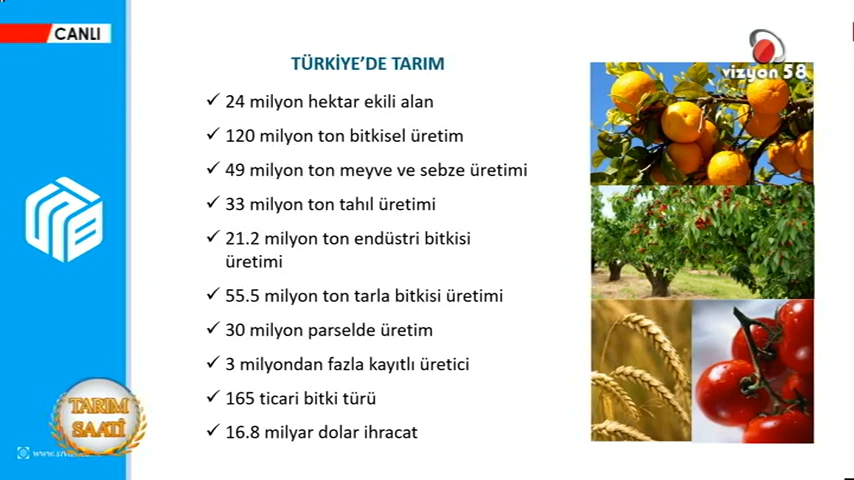 CANLI
vizyon 58
TÜRKİYE'DE TARIM
✓ 24 milyon hektar ekili alan
✓ 120 milyon ton bitkisel üretim
✓ 49 milyon ton meyve ve sebze üretimi
✓ 33 milyon ton tahıl üretimi
✓ 21.2 milyon ton endüstri bitkisi
üretimi
✓ 55.5 milyon ton tarla bitkisi üretimi
✓ 30 milyon parselde üretim
✓ 3 milyondan fazla kayıtlı üretici
✓ 165 ticari bitki türü
✓ 16.8 milyar dolar ihracat
TARIM
SAATİ